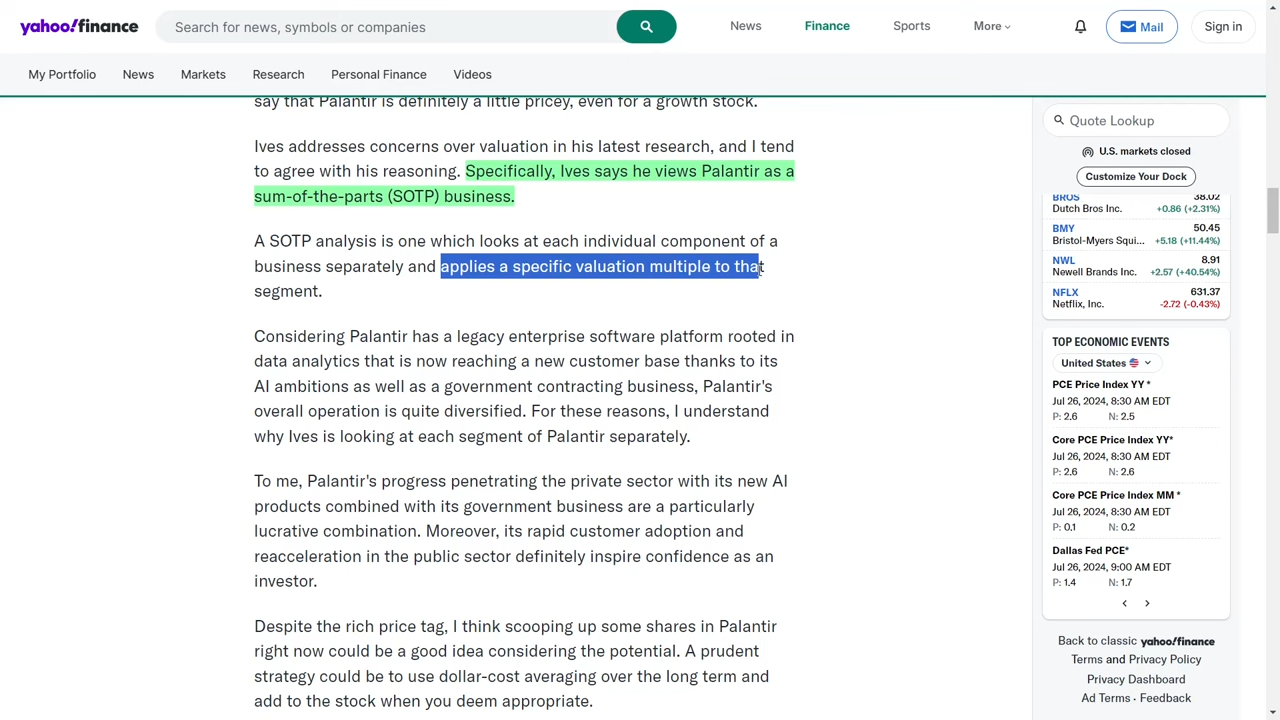 yahoo!finance
Search for news, symbols or companies
News
Finance
Sports
More
Mail
Sign in
My Portfolio
News
Markets
Research
Personal Finance
Videos
say that Palantir is definitely a little pricey, even for a growth stock.
Ives addresses concerns over valuation in his latest research, and I tend
to agree with his reasoning. Specifically, Ives says he views Palantir as a
sum-of-the-parts (SOTP) business.
A SOTP analysis is one which looks at each individual component of a
business separately and applies a specific valuation multiple to that
segment.
Considering Palantir has a legacy enterprise software platform rooted in
data analytics that is now reaching a new customer base thanks to its
AI ambitions as well as a government contracting business, Palantir's
overall operation is quite diversified. For these reasons, I understand
why Ives is looking at each segment of Palantir separately.
To me, Palantir's progress penetrating the private sector with its new AI
products combined with its government business are a particularly
lucrative combination. Moreover, its rapid customer adoption and
reacceleration in the public sector definitely inspire confidence as an
investor.
Despite the rich price tag, I think scooping up some shares in Palantir
right now could be a good idea considering the potential. A prudent
strategy could be to use dollar-cost averaging over the long term and
add to the stock when you deem appropriate.
Quote Lookup
U.S. markets closed
Customize Your Dock
BROS 38.02
Dutch Bros Inc. +0.86 (+2.31%)
BMY 50.45
Bristol-Myers Squi... +5.18 (+11.44%)
NWL 8.91
Newell Brands Inc. +2.57 (+40.54%)
NFLX 631.37
Netflix, Inc. -2.72 (-0.43%)
TOP ECONOMIC EVENTS
United States
PCE Price Index YY *
Jul 26, 2024, 8:30 AM EDT
P: 2.6 N: 2.5
Core PCE Price Index YY*
Jul 26, 2024, 8:30 AM EDT
P: 2.6 N: 2.6
Core PCE Price Index MM *
Jul 26, 2024, 8:30 AM EDT
P: 0.1 N: 0.2
Dallas Fed PCE*
Jul 26, 2024, 9:00 AM EDT
P: 1.4 N: 1.7
Back to classic yahoo!finance
Terms and Privacy Policy
Privacy Dashboard
Ad Terms · Feedback